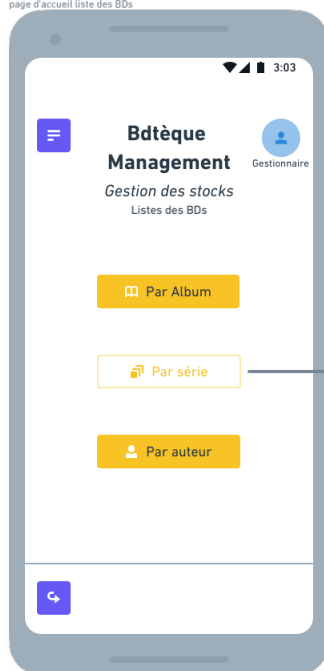 page d'accueil liste des BDs
3:03
Bdtèque
Management
Gestionnaire
Gestion des stocks
Listes des BDs
Par Album
Par série
Par auteur